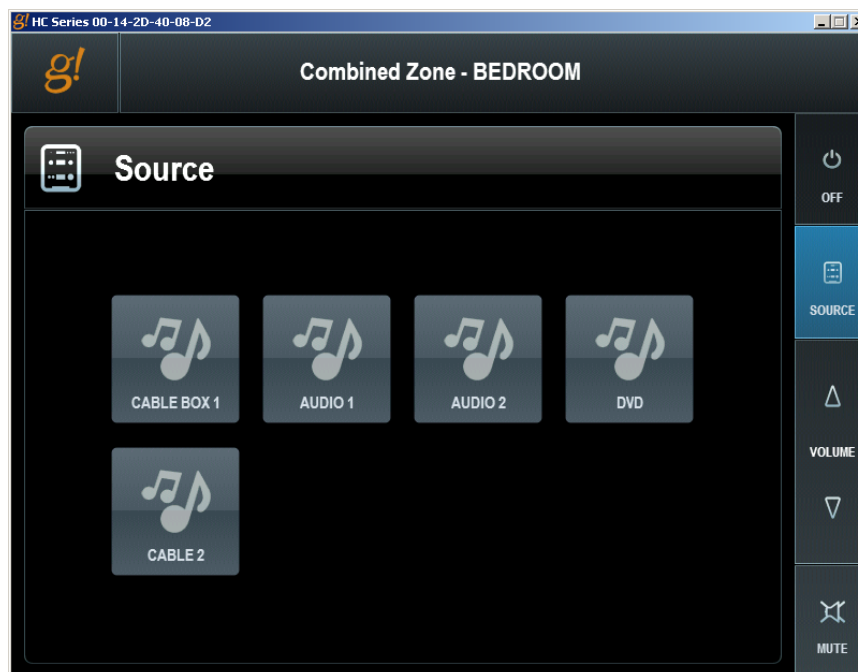 g! HC Series 00-14-2D-40-08-D2
g!
Combined Zone - BEDROOM
Source
OFF
SOURCE
CABLE BOX 1
AUDIO 1
AUDIO 2
DVD
VOLUME
CABLE 2
MUTE